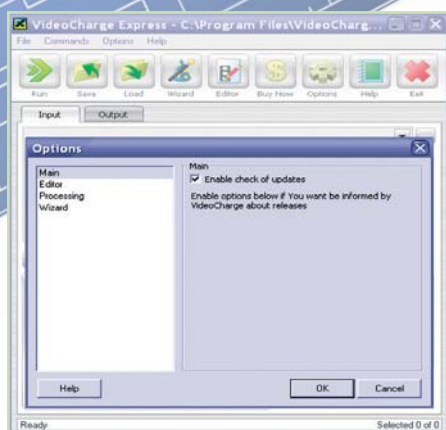 VideoCharge Express - C:\Program Files\VideoCharg...
File Commands Options Help
Run Save Load Wizard Editor Buy Now Options Help Exit
Input Output
Options
Main
Editor
Processing
Wizard
Main
Enable check of updates
Enable options below if You want be informed by
VideoCharge about releases
Help OK Cancel
Ready Selected 0 of 0